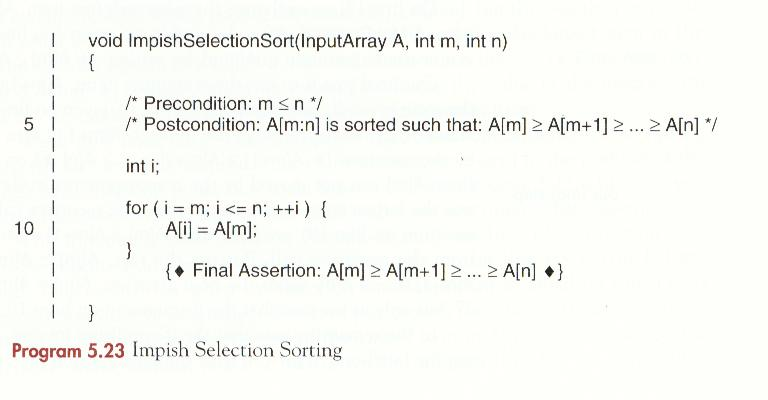 void ImpishSelectionSort(InputArray A, int m, int n)
{
/* Precondition: m ≤ n */
5 /* Postcondition: A[m:n] is sorted such that: A[m] ≥ A[m+1] ≥ ... ≥ A[n] */
int i;
for ( i = m; i <= n; ++i ) {
10 A[i] = A[m];
}
{♦ Final Assertion: A[m] ≥ A[m+1] ≥ ... ≥ A[n] ♦}
}
Program 5.23 Impish Selection Sorting